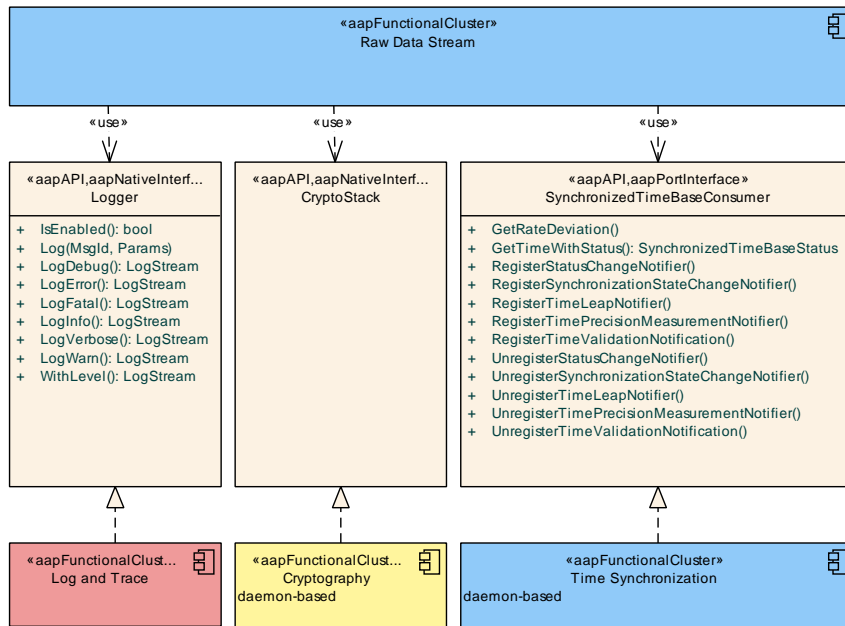 «aapFunctionalCluster»
Raw Data Stream
«use»
«use»
«use»
«aapAPI,aapNativeInterf...
Logger
+ IsEnabled(): bool
+ Log(MsgId, Params)
+ LogDebug(): LogStream
+ LogError(): LogStream
+ LogFatal(): LogStream
+ LogInfo(): LogStream
+ LogVerbose(): LogStream
+ LogWarn(): LogStream
+ WithLevel(): LogStream
«aapAPI,aapNativeInterf...
CryptoStack
«aapAPI,aapPortInterface»
SynchronizedTimeBaseConsumer
+ GetRateDeviation()
+ GetTimeWithStatus(): SynchronizedTimeBaseStatus
+ RegisterStatusChangeNotifier()
+ RegisterSynchronizationStateChangeNotifier()
+ RegisterTimeLeapNotifier()
+ RegisterTimePrecisionMeasurementNotifier()
+ RegisterTimeValidationNotification()
+ UnregisterStatusChangeNotifier()
+ UnregisterSynchronizationStateChangeNotifier()
+ UnregisterTimeLeapNotifier()
+ UnregisterTimePrecisionMeasurementNotifier()
+ UnregisterTimeValidationNotification()
«aapFunctionalClust...
Log and Trace
«aapFunctionalClust...
Cryptography
daemon-based
«aapFunctionalCluster»
Time Synchronization
daemon-based